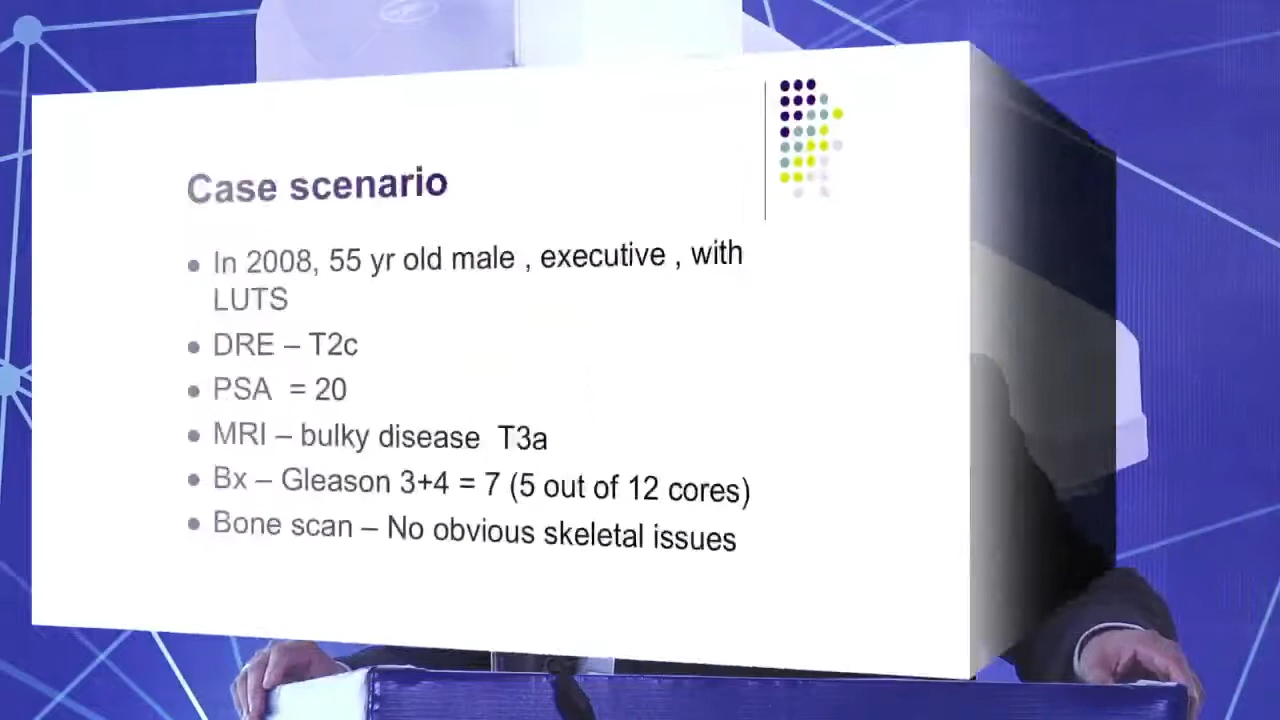 Case scenario
In 2008, 55 yr old male , executive , with
LUTS
DRE – T2c
PSA = 20
MRI – bulky disease T3a
Bx – Gleason 3+4 = 7 (5 out of 12 cores)
Bone scan – No obvious skeletal issues